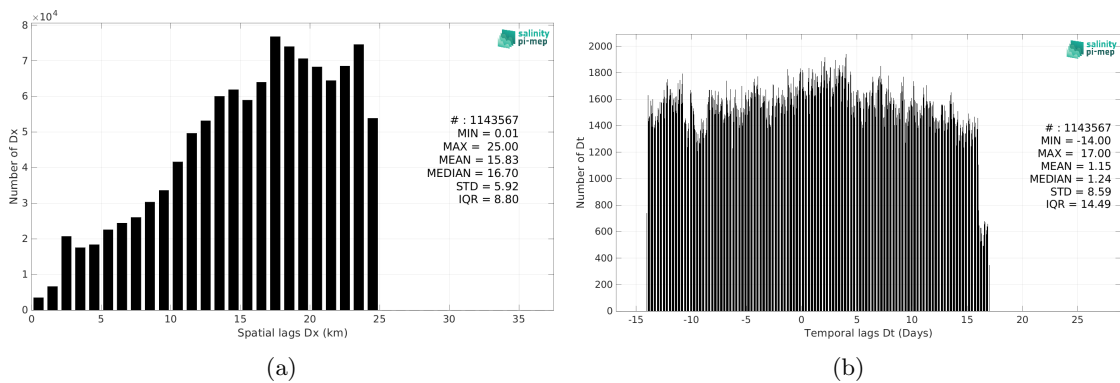 ×10⁴
8
7
6
5
4
3
2
1
0
Number of Dx
0 5 10 15 20 25 30 35
Spatial lags Dx (km)
salinity
pi-mep
# : 1143567
MIN = 0.01
MAX = 25.00
MEAN = 15.83
MEDIAN = 16.70
STD = 5.92
IQR = 8.80
(a)
2000
1800
1600
1400
1200
1000
800
600
400
200
0
Number of Dt
-15 -10 -5 0 5 10 15 20 25
Temporal lags Dt (Days)
salinity
pi-mep
# : 1143567
MIN = -14.00
MAX = 17.00
MEAN = 1.15
MEDIAN = 1.24
STD = 8.59
IQR = 14.49
(b)